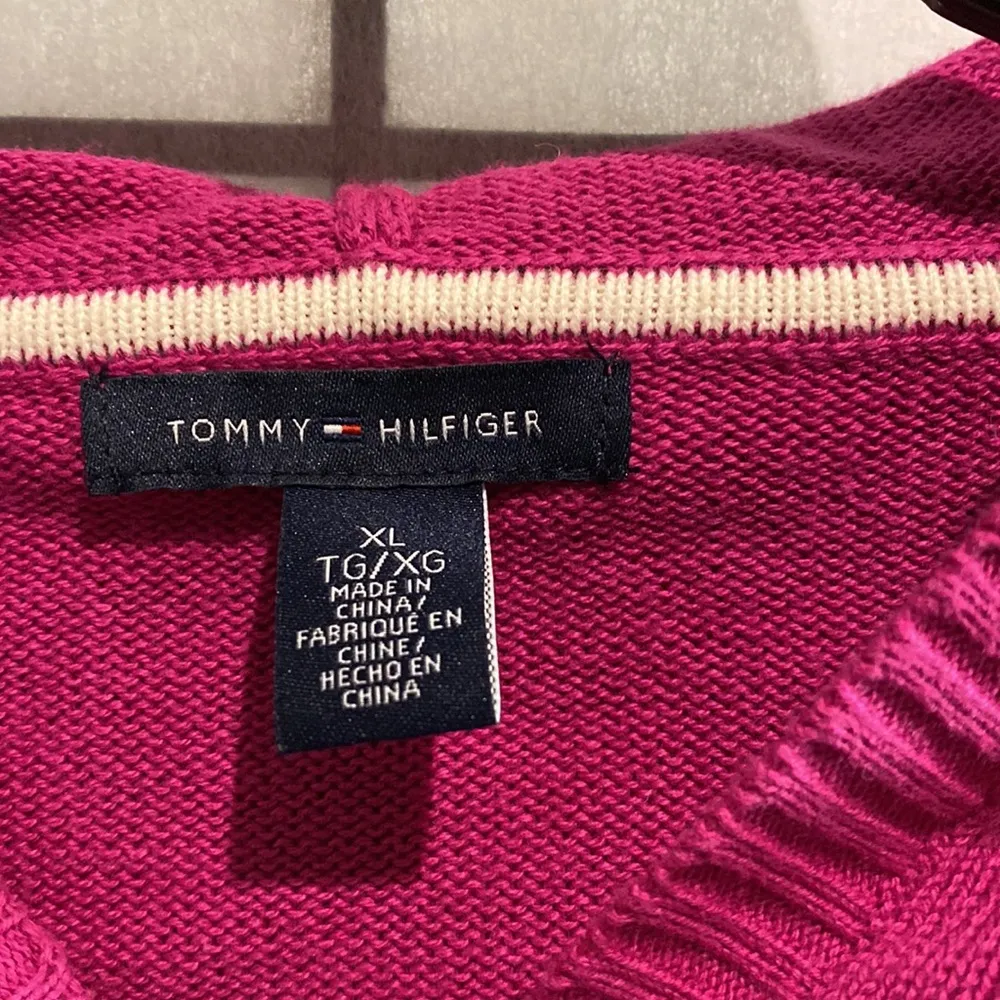 TOMMY HILFIGER
XL
TG/XG
MADE IN
CHINA/
FABRIQUÉ EN
CHINE/
HECHO EN
CHINA